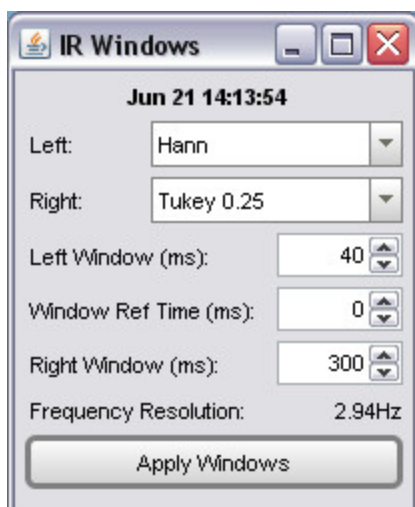 IR Windows
Jun 21 14:13:54
Left: Hann
Right: Tukey 0.25
Left Window (ms): 40
Window Ref Time (ms): 0
Right Window (ms): 300
Frequency Resolution: 2.94Hz
Apply Windows